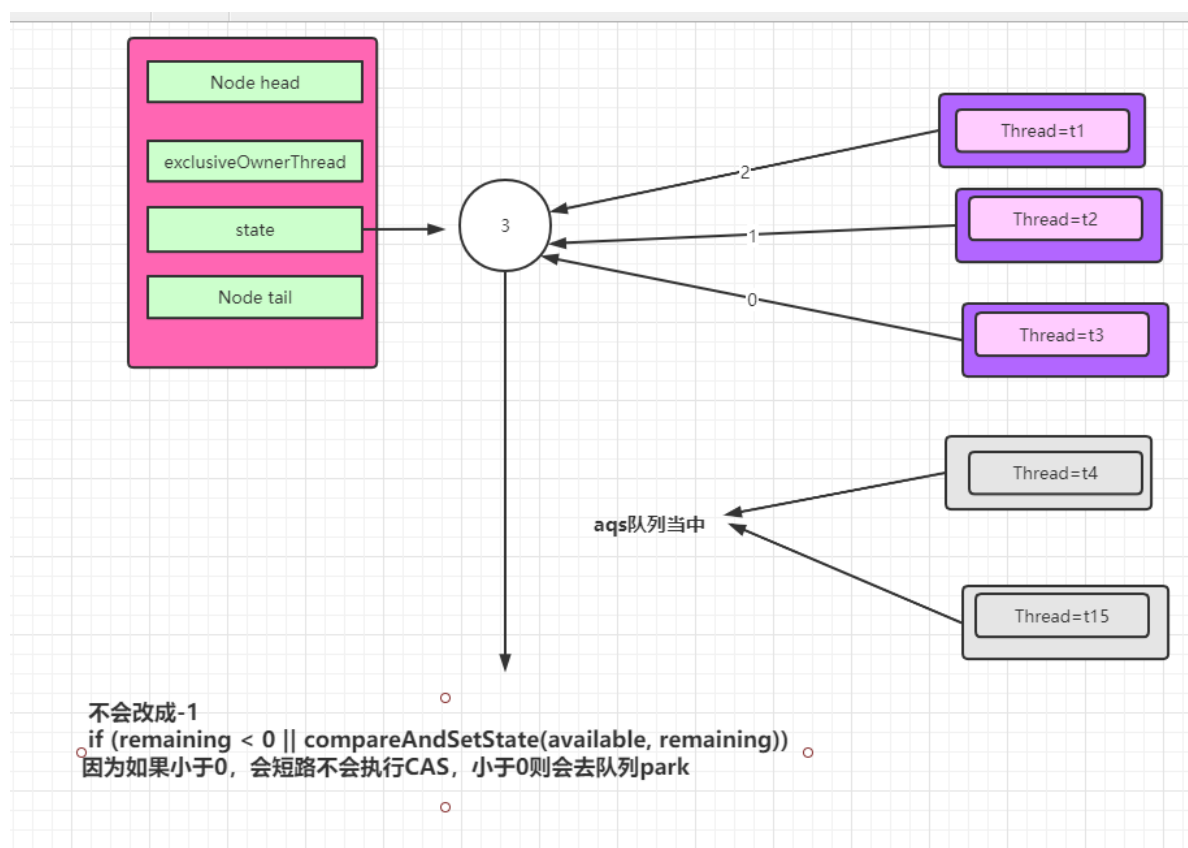 Node head
exclusiveOwnerThread
state
Node tail
3
2
1
0
Thread=t1
Thread=t2
Thread=t3
Thread=t4
aqs队列当中
Thread=t15
不会改成-1
if (remaining < 0 || compareAndSetState(available, remaining))
因为如果小于0，会短路不会执行CAS，小于0则会去队列park